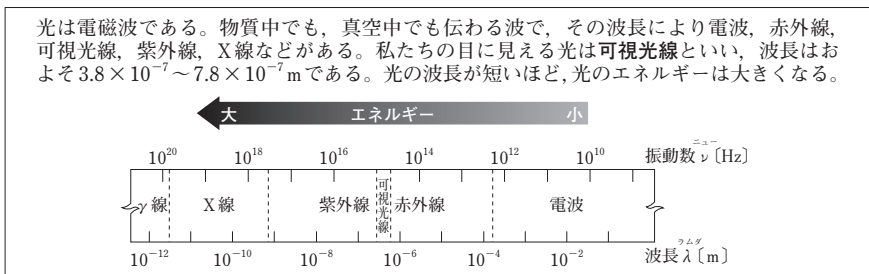 光は電磁波である。物質中でも，真空中でも伝わる波で，その波長により電波，赤外線，
可視光線，紫外線，X線などがある。私たちの目に見える光は可視光線といい，波長はお
よそ3.8×10⁻⁷～7.8×10⁻⁷mである。光の波長が短いほど，光のエネルギーは大きくなる。
大 エネルギー 小
10²⁰ 10¹⁸ 10¹⁶ 10¹⁴ 10¹² 10¹⁰ 振動数ν〔Hz〕
ニュー
γ線 X線 紫外線 可視光線 赤外線 電波
10⁻¹² 10⁻¹⁰ 10⁻⁸ 10⁻⁶ 10⁻⁴ 10⁻² 波長λ〔m〕
ラムダ